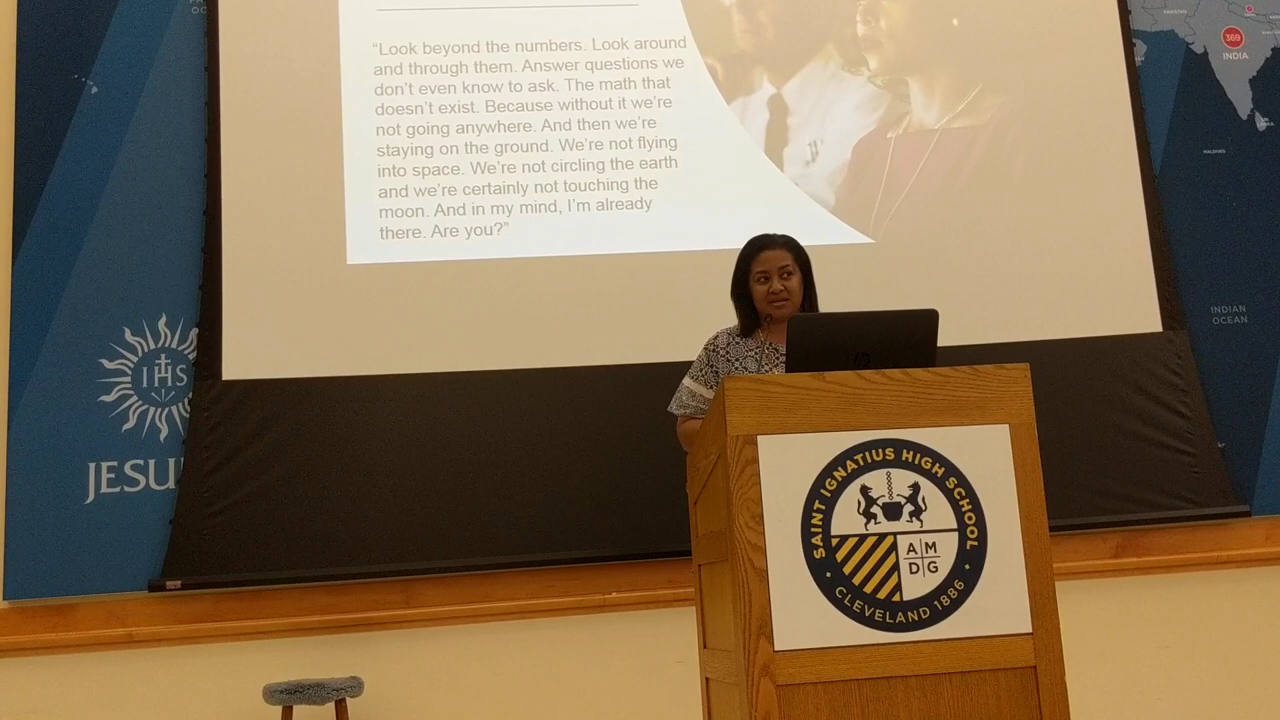 “Look beyond the numbers. Look around
and through them. Answer questions we
don’t even know to ask. The math that
doesn’t exist. Because without it we’re
not going anywhere. And then we’re
staying on the ground. We’re not flying
into space. We’re not circling the earth
and we’re certainly not touching the
moon. And in my mind, I’m already
there. Are you?”
369
INDIA
MALDIVES
INDIAN
OCEAN
IHS
JESU
hp
SAINT IGNATIUS HIGH SCHOOL
A M
D G
CLEVELAND 1886